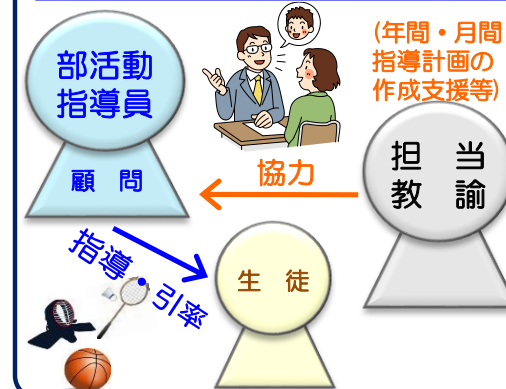 (年間・月間
指導計画の
作成支援等)
部活動
指導員
顧問
協力
担当
教諭
指導・引率
生徒